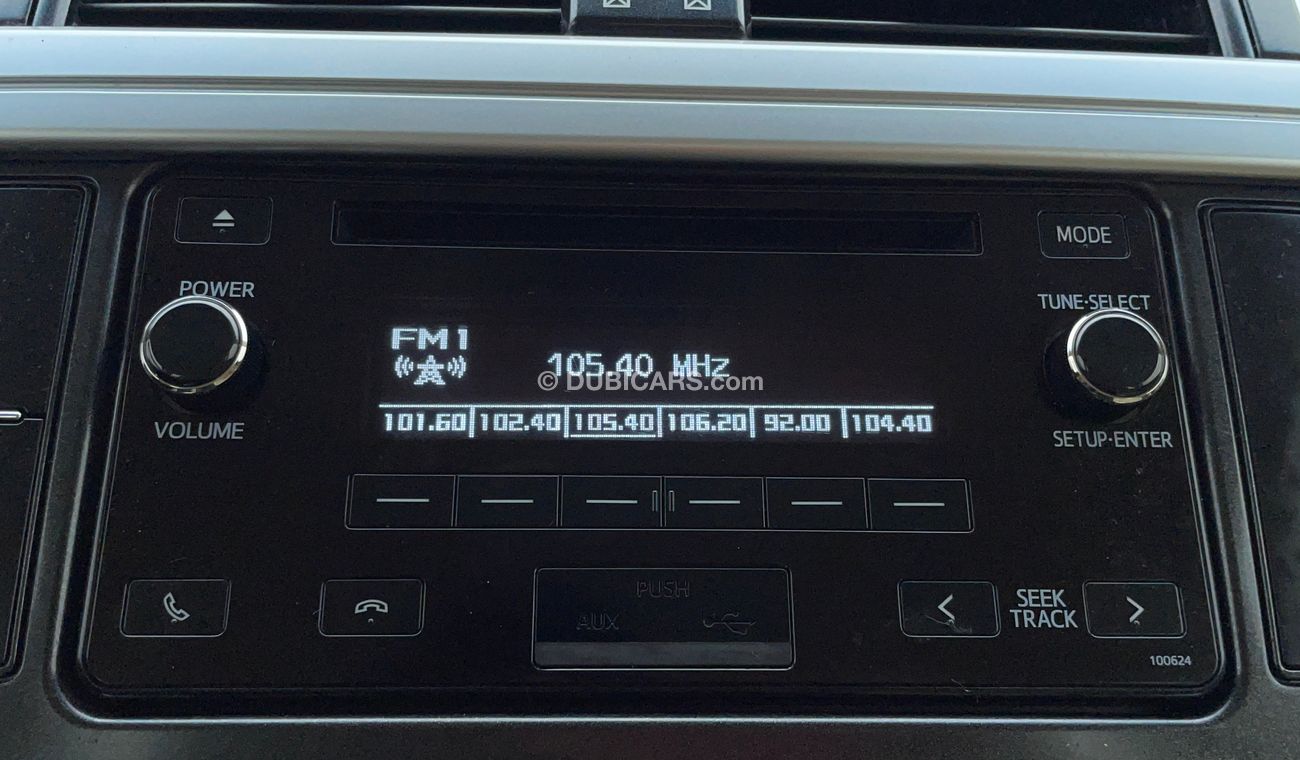 MODE
POWER
TUNE·SELECT
FM1
105.40 MHz
© DUBICARS.com
101.60 102.40 105.40 106.20 92.00 104.40
VOLUME
SETUP·ENTER
PUSH
AUX
SEEK
TRACK
100624